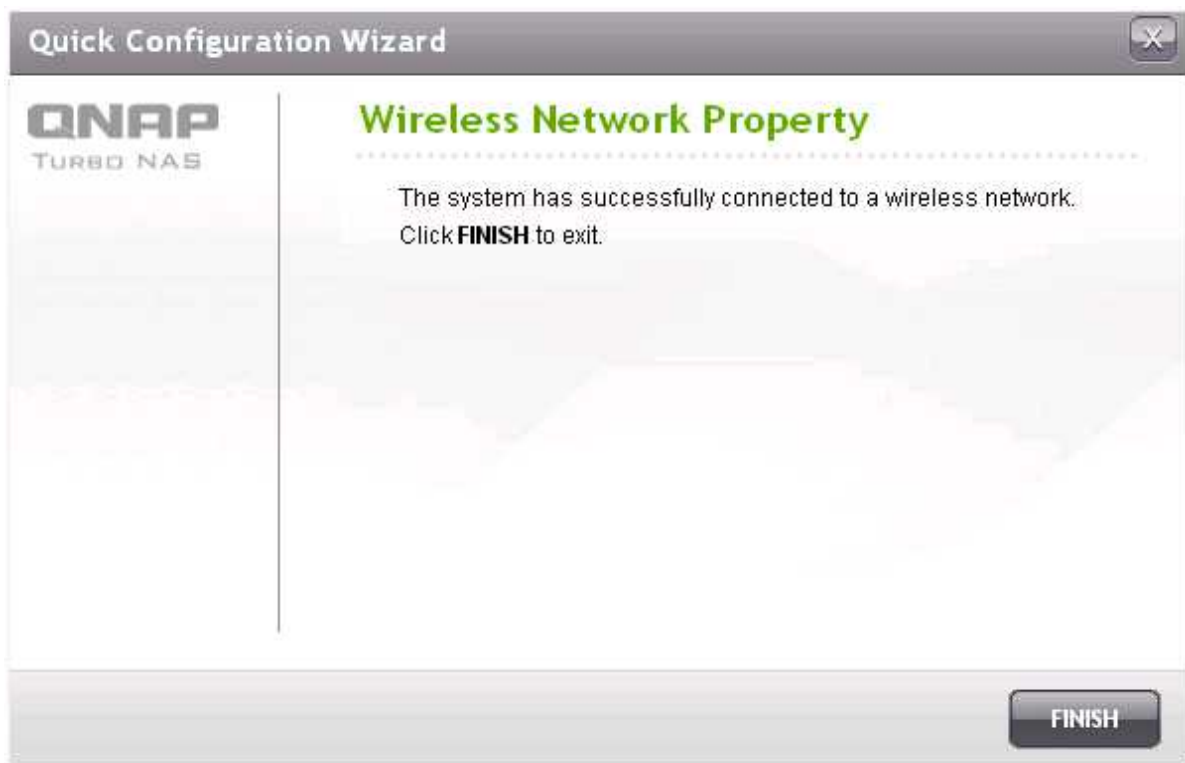 Quick Configuration Wizard
X
QNAP
TURBO NAS
Wireless Network Property
The system has successfully connected to a wireless network.
Click FINISH to exit.
FINISH